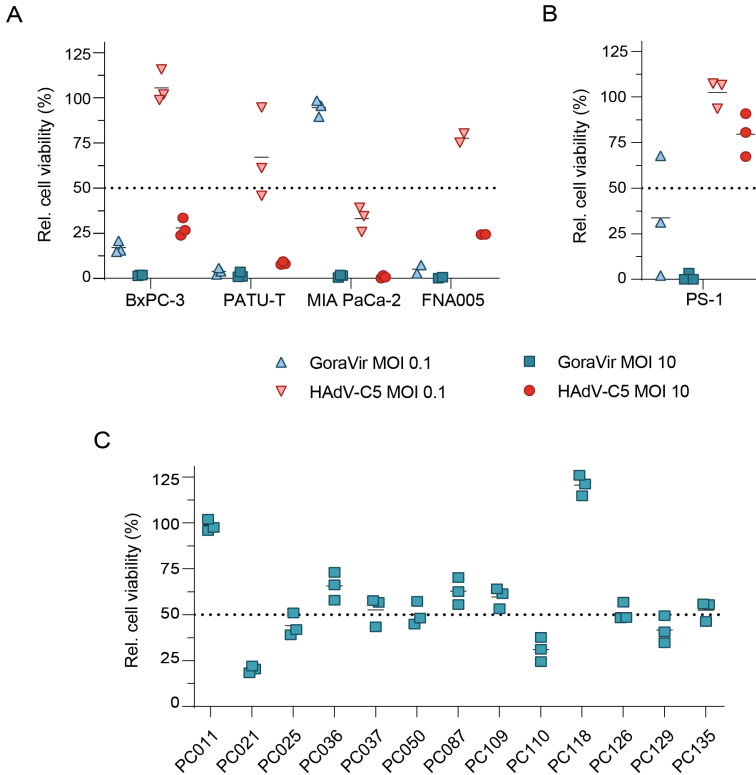 A
Rel. cell viability (%)
125
100
75
50
25
0
BxPC-3 PATU-T MIA PaCa-2 FNA005
B
Rel. cell viability (%)
125
100
75
50
25
0
PS-1
GoraVir MOI 0.1 GoraVir MOI 10
HAdV-C5 MOI 0.1 HAdV-C5 MOI 10
C
Rel. cell viability (%)
125
100
75
50
25
0
PC011 PC021 PC025 PC036 PC037 PC050 PC087 PC109 PC110 PC118 PC126 PC129 PC135